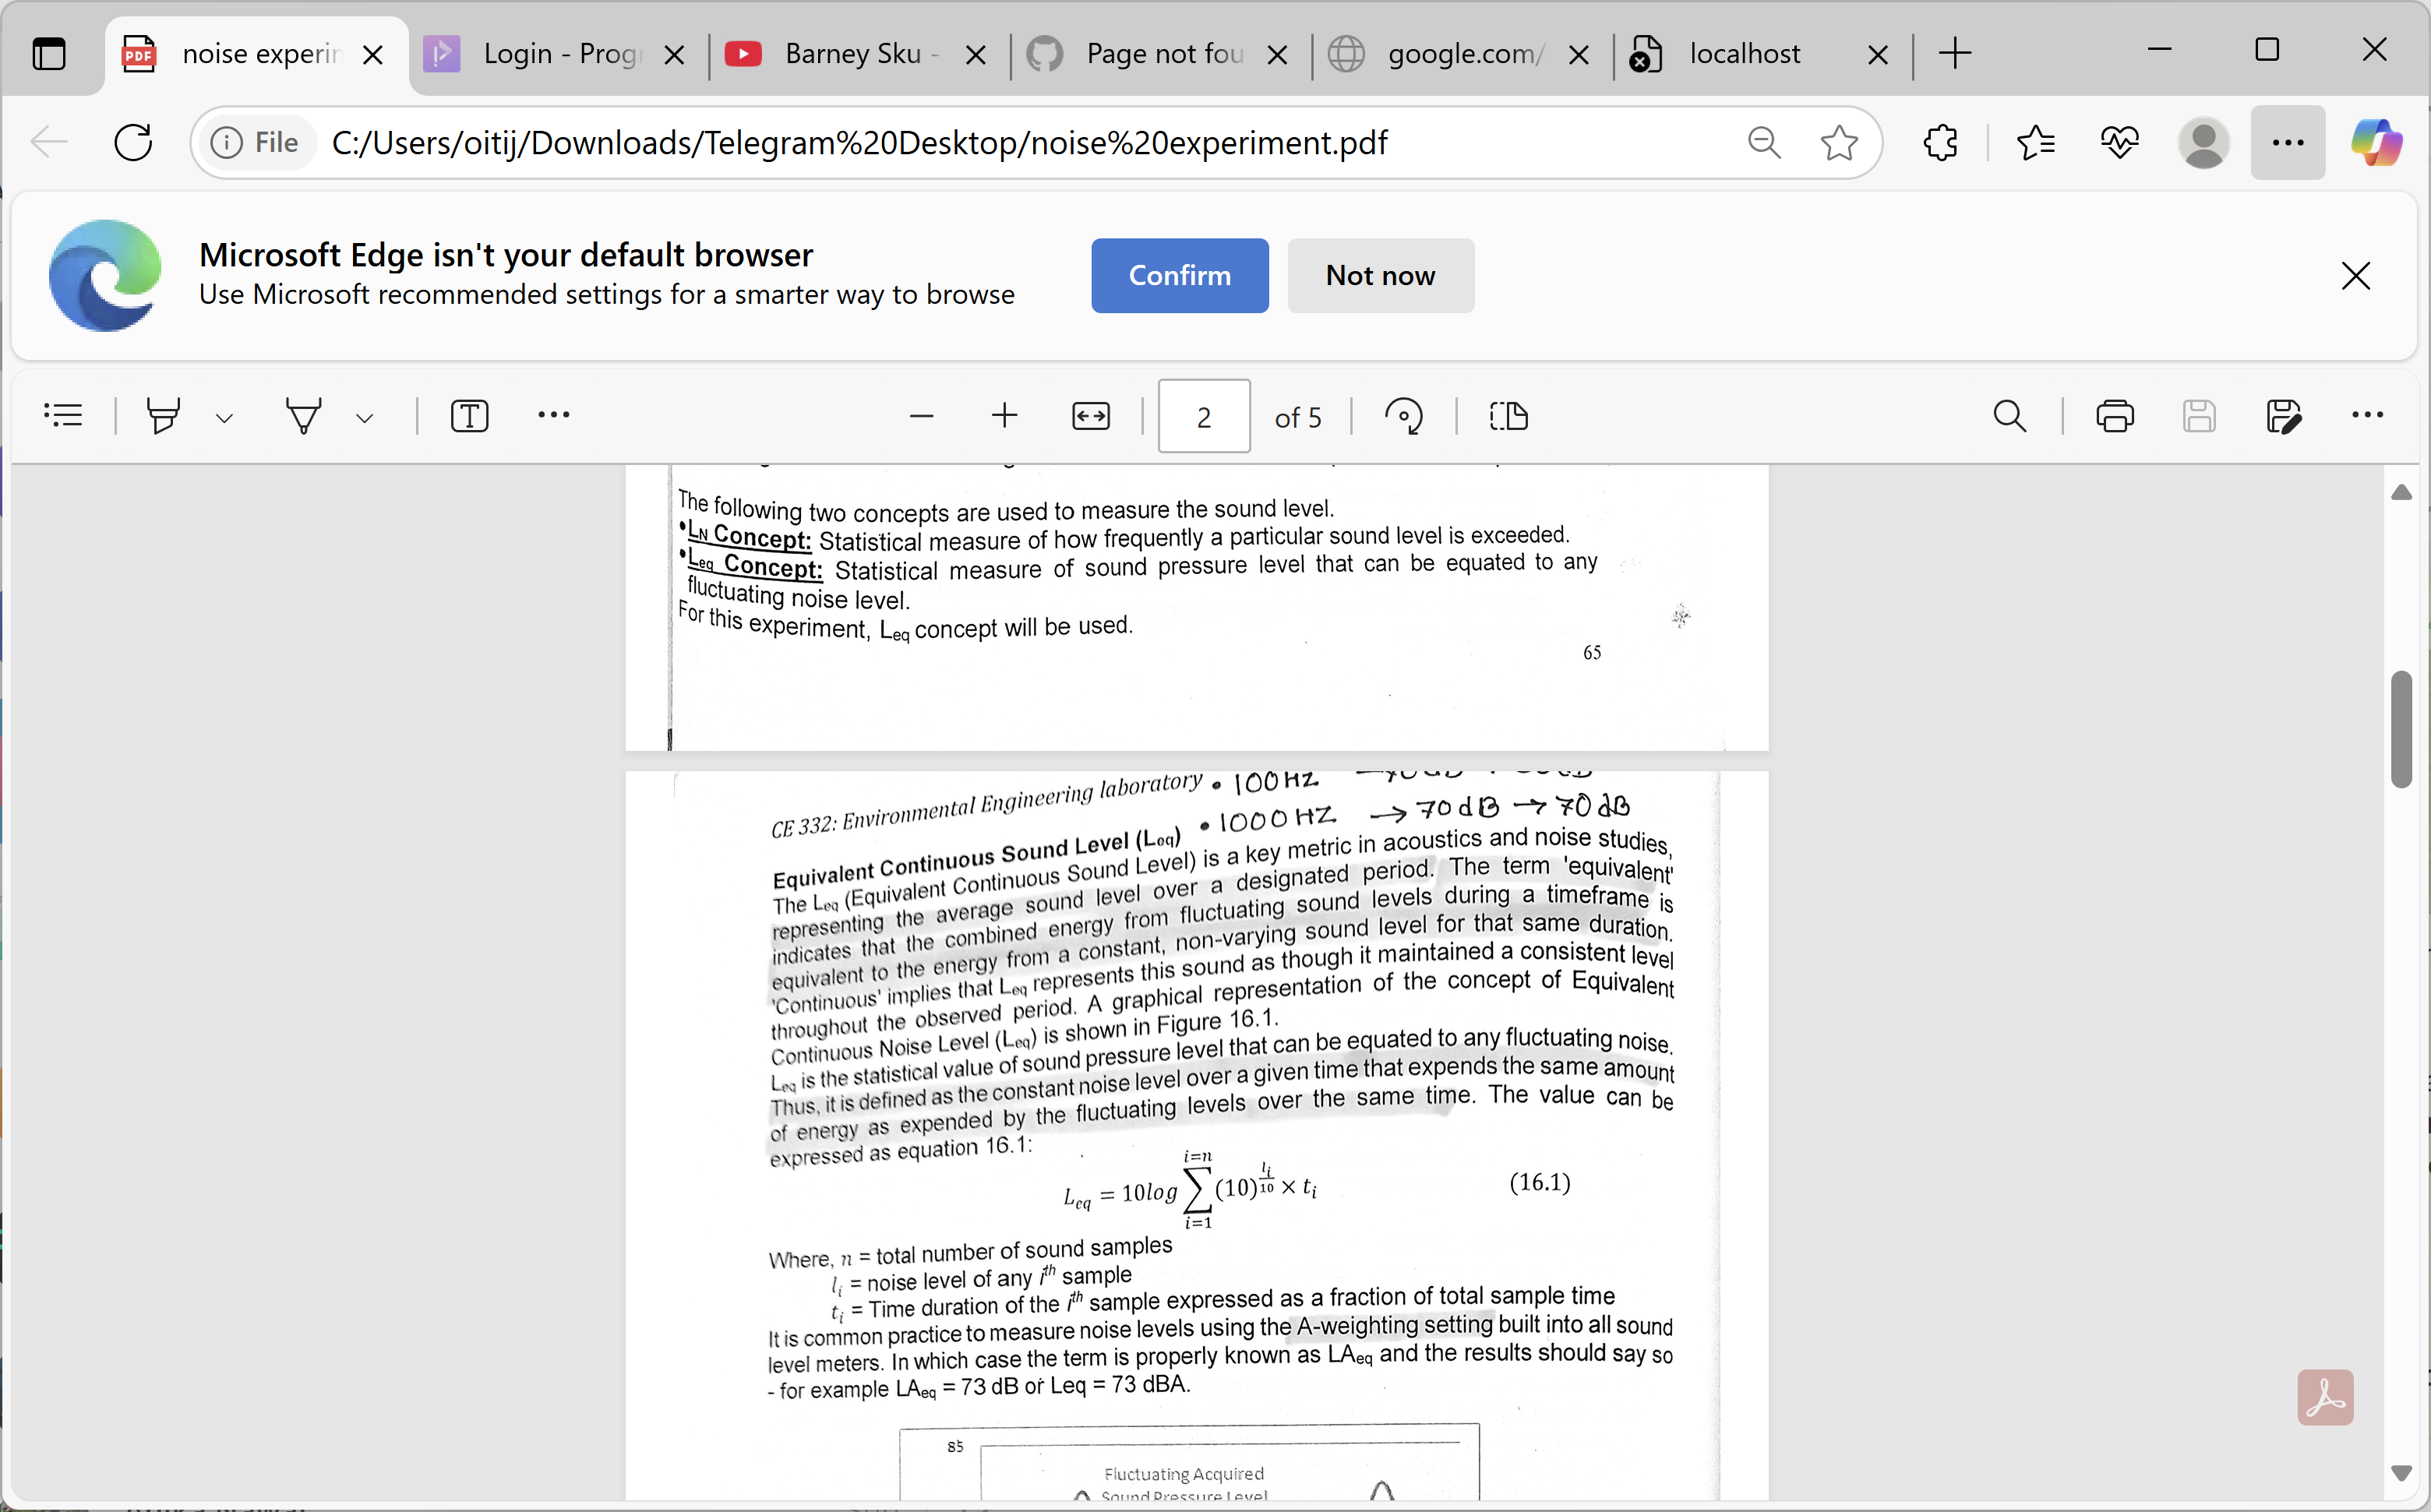 noise experin
Login - Progr
Barney Sku -
Page not fou
google.com/
localhost
File
C:/Users/oitij/Downloads/Telegram%20Desktop/noise%20experiment.pdf
Microsoft Edge isn't your default browser
Use Microsoft recommended settings for a smarter way to browse
Confirm
Not now
2 of 5
The following two concepts are used to measure the sound level.
•LN Concept: Statistical measure of how frequently a particular sound level is exceeded.
•Leq Concept: Statistical measure of sound pressure level that can be equated to any
fluctuating noise level.
For this experiment, Leq concept will be used.
65
CE 332: Environmental Engineering laboratory • 100 HZ
• 1000 HZ → 70 dB → 70 dB
Equivalent Continuous Sound Level (Leq)
The Leq (Equivalent Continuous Sound Level) is a key metric in acoustics and noise studies,
representing the average sound level over a designated period. The term 'equivalent'
indicates that the combined energy from fluctuating sound levels during a timeframe is
equivalent to the energy from a constant, non-varying sound level for that same duration.
'Continuous' implies that Leq represents this sound as though it maintained a consistent level
throughout the observed period. A graphical representation of the concept of Equivalent
Continuous Noise Level (Leq) is shown in Figure 16.1.
Leq is the statistical value of sound pressure level that can be equated to any fluctuating noise.
Thus, it is defined as the constant noise level over a given time that expends the same amount
of energy as expended by the fluctuating levels over the same time. The value can be
expressed as equation 16.1:
Leq = 10log ∑ i=1 i=n (10)^(li/10) × ti (16.1)
Where, n = total number of sound samples
li = noise level of any ith sample
ti = Time duration of the ith sample expressed as a fraction of total sample time
It is common practice to measure noise levels using the A-weighting setting built into all sound
level meters. In which case the term is properly known as LAeq and the results should say so
- for example LAeq = 73 dB or Leq = 73 dBA.
85
Fluctuating Acquired
Sound Pressure Level